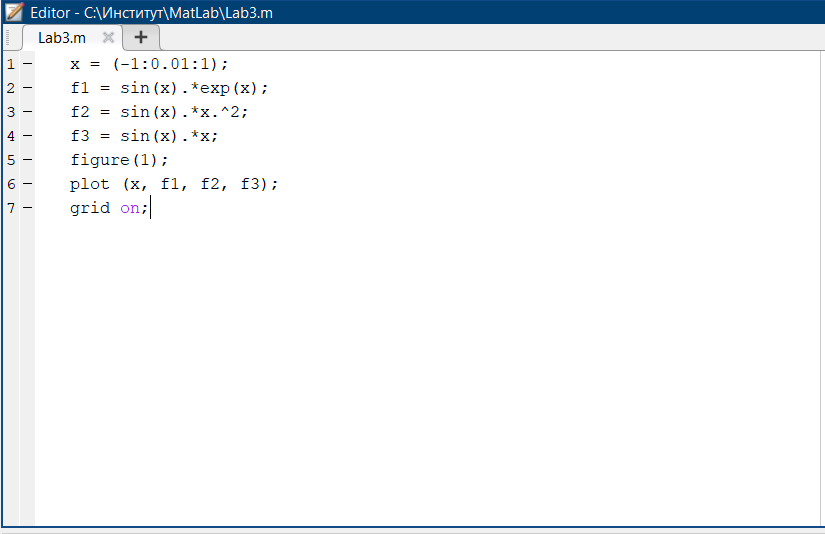 Editor - C:\Институт\MatLab\Lab3.m
Lab3.m
1 x = (-1:0.01:1);
2 f1 = sin(x).*exp(x);
3 f2 = sin(x).*x.^2;
4 f3 = sin(x).*x;
5 figure(1);
6 plot (x, f1, f2, f3);
7 grid on;